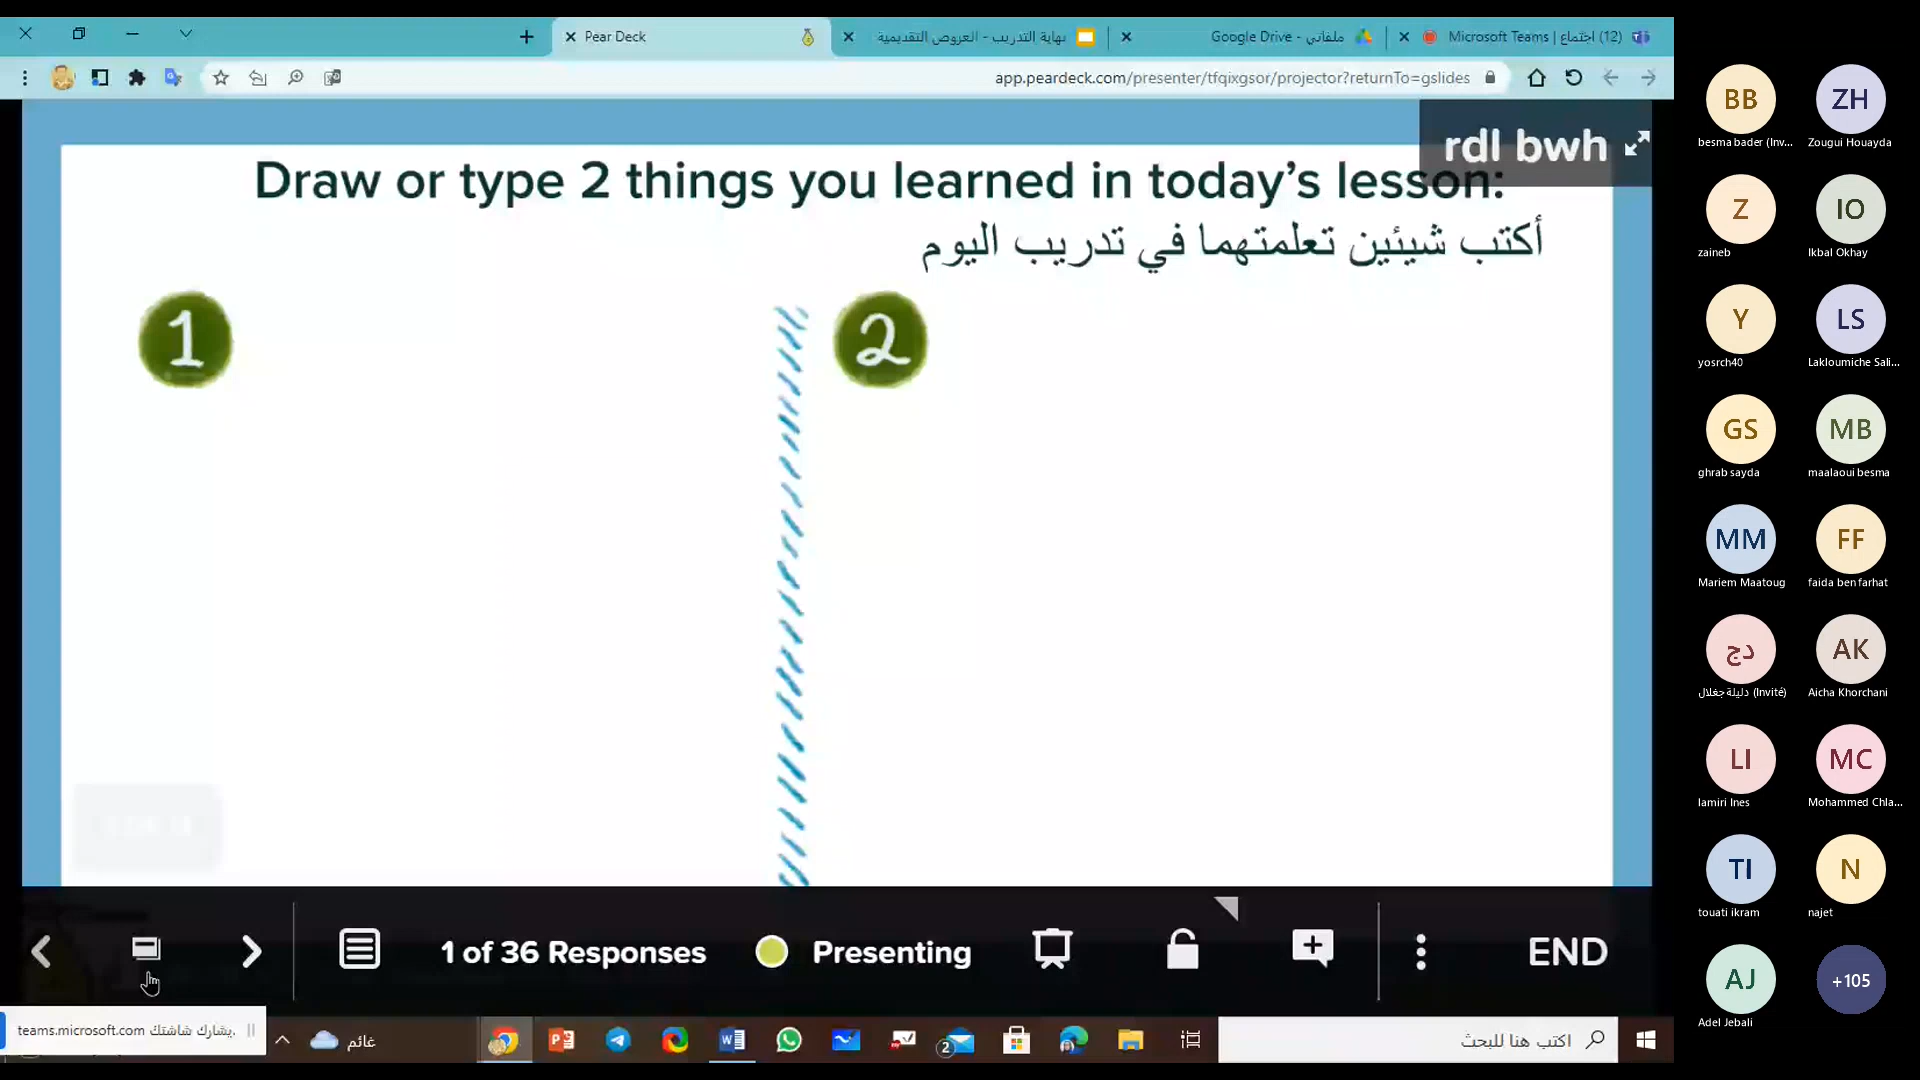 Pear Deck
نهاية التدريب - العروض التقديمية
ملفاتي - Google Drive
(12) اجتماع | Microsoft Teams
app.peardeck.com/presenter/tfqixgsor/projector?returnTo=gslides
rdl bwh
Draw or type 2 things you learned in today's lesson:
أكتب شيئين تعلمتهما في تدريب اليوم
1
2
1 of 36 Responses
Presenting
END
teams.microsoft.com يشارك شاشتك.
غائم
2
اكتب هنا للبحث
BB
besma bader (Inv...
ZH
Zougui Houayda
Z
zaineb
IO
Ikbal Okhay
Y
yosrch40
LS
Lakloumiche Sali...
GS
ghrab sayda
MB
maalaoui besma
MM
Mariem Maatoug
FF
faida ben farhat
دج
دليلة جغلال (Invité)
AK
Aicha Khorchani
LI
lamiri Ines
MC
Mohammed Chla...
TI
touati ikram
N
najet
AJ
Adel Jebali
+105